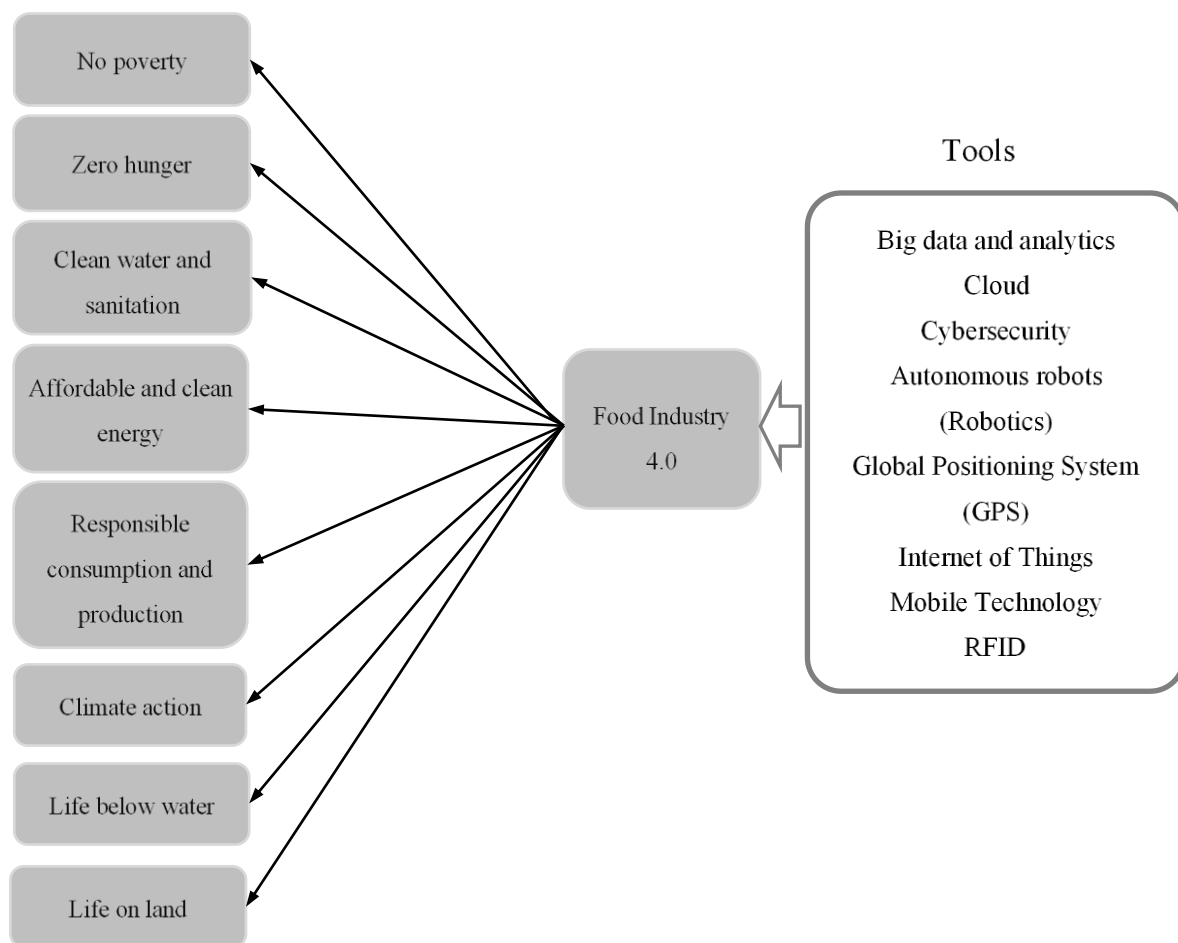 No poverty
Zero hunger
Clean water and
sanitation
Affordable and clean
energy
Responsible
consumption and
production
Climate action
Life below water
Life on land
Food Industry
4.0
Tools
Big data and analytics
Cloud
Cybersecurity
Autonomous robots
(Robotics)
Global Positioning System
(GPS)
Internet of Things
Mobile Technology
RFID